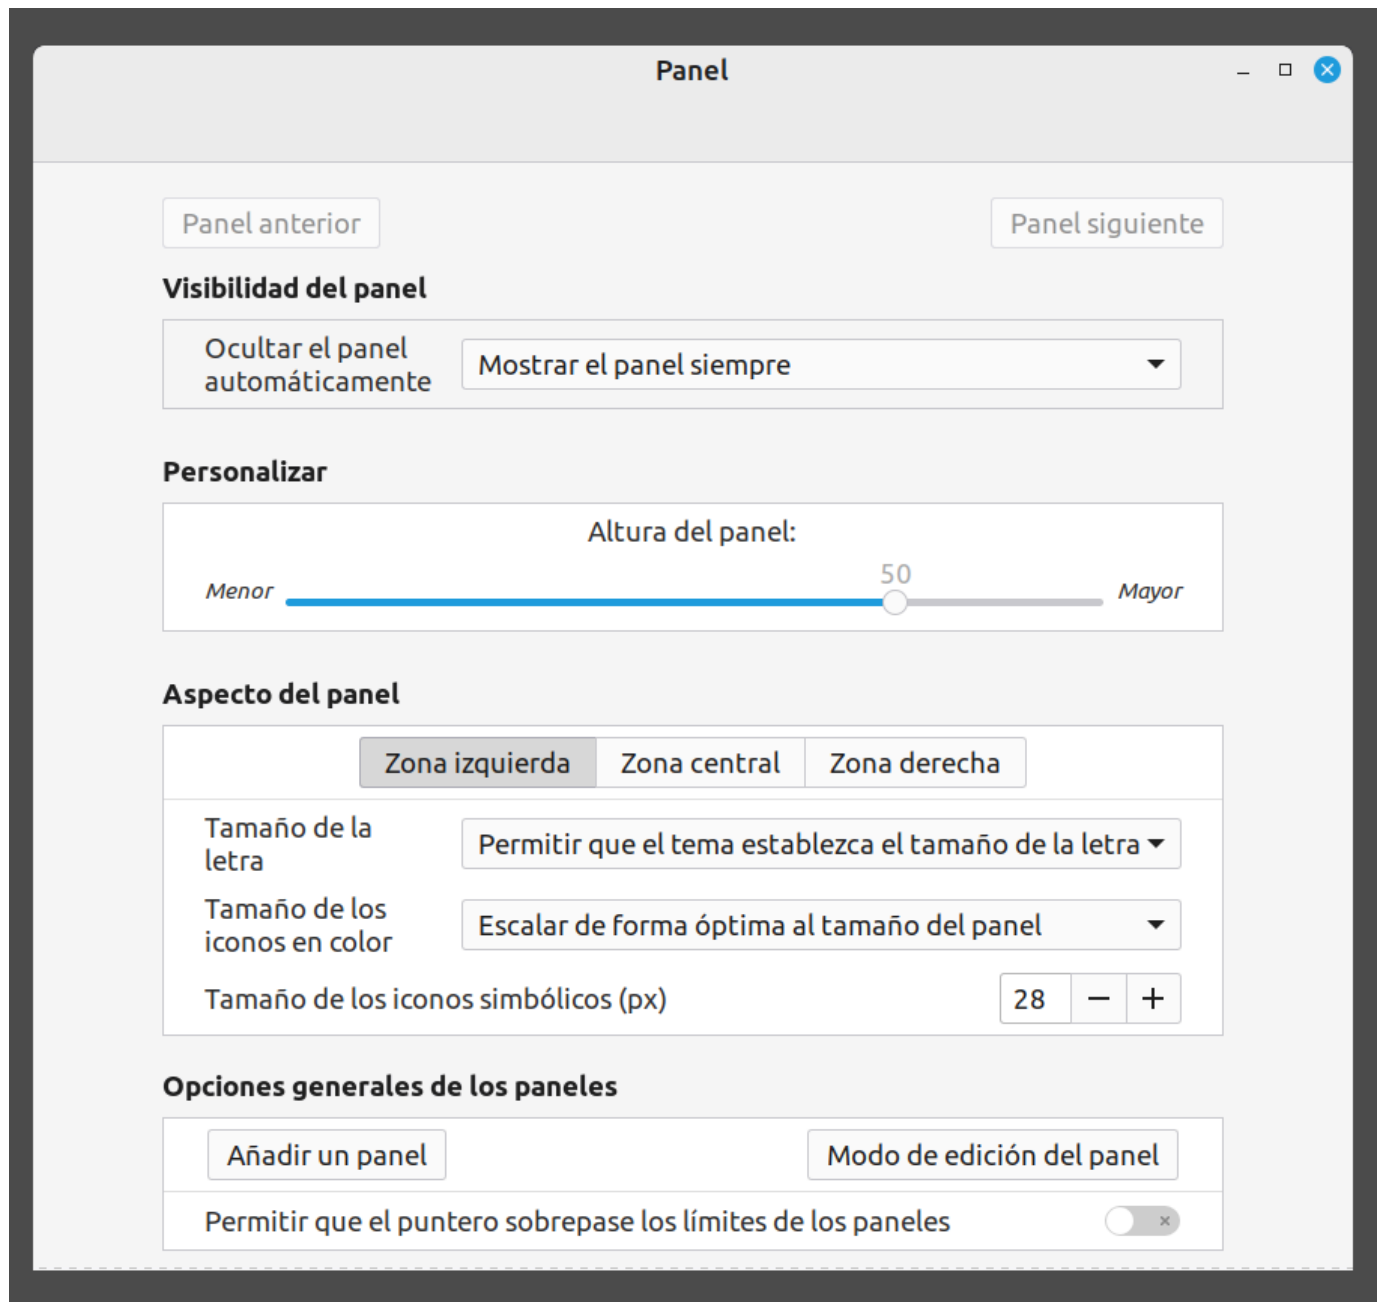 Panel
Panel anterior
Panel siguiente
Visibilidad del panel
Ocultar el panel
automáticamente
Mostrar el panel siempre
Personalizar
Altura del panel:
50
Menor
Mayor
Aspecto del panel
Zona izquierda
Zona central
Zona derecha
Tamaño de la
letra
Permitir que el tema establezca el tamaño de la letra
Tamaño de los
iconos en color
Escalar de forma óptima al tamaño del panel
Tamaño de los iconos simbólicos (px)
28
Opciones generales de los paneles
Añadir un panel
Modo de edición del panel
Permitir que el puntero sobrepase los límites de los paneles